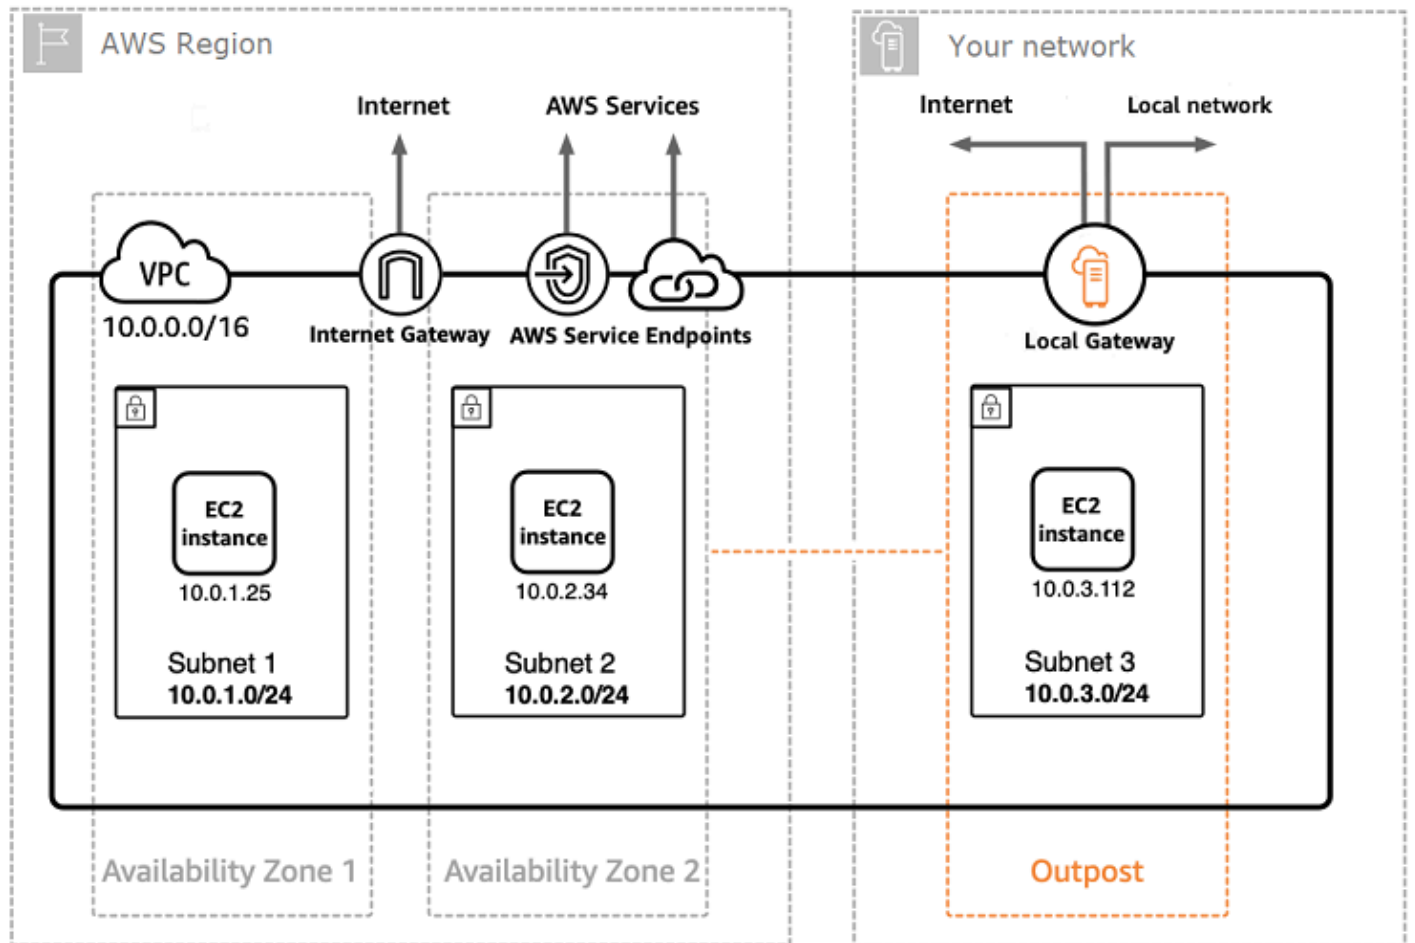 AWS Region
Your network
Internet
AWS Services
Internet
Local network
VPC
10.0.0.0/16
Internet Gateway
AWS Service Endpoints
Local Gateway
EC2
instance
10.0.1.25
Subnet 1
10.0.1.0/24
EC2
instance
10.0.2.34
Subnet 2
10.0.2.0/24
EC2
instance
10.0.3.112
Subnet 3
10.0.3.0/24
Availability Zone 1
Availability Zone 2
Outpost